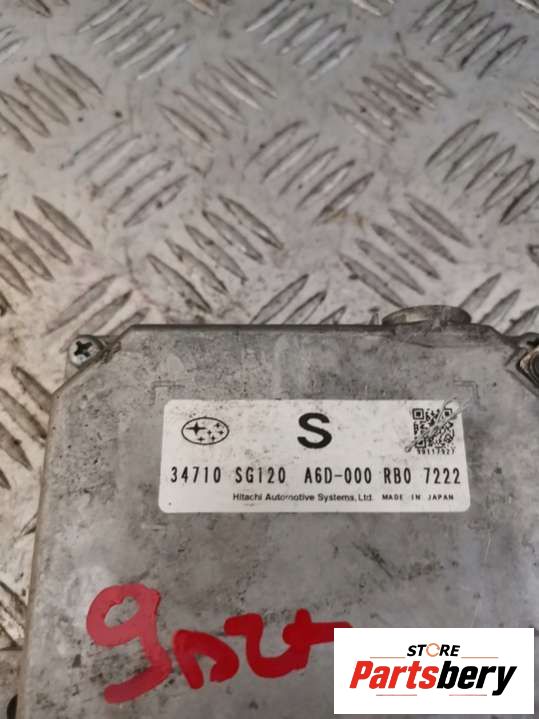 S
34710 SG120 A6D-000 RB0 7222
Hitachi Automotive Systems, Ltd. MADE IN JAPAN
STORE
Partsbery